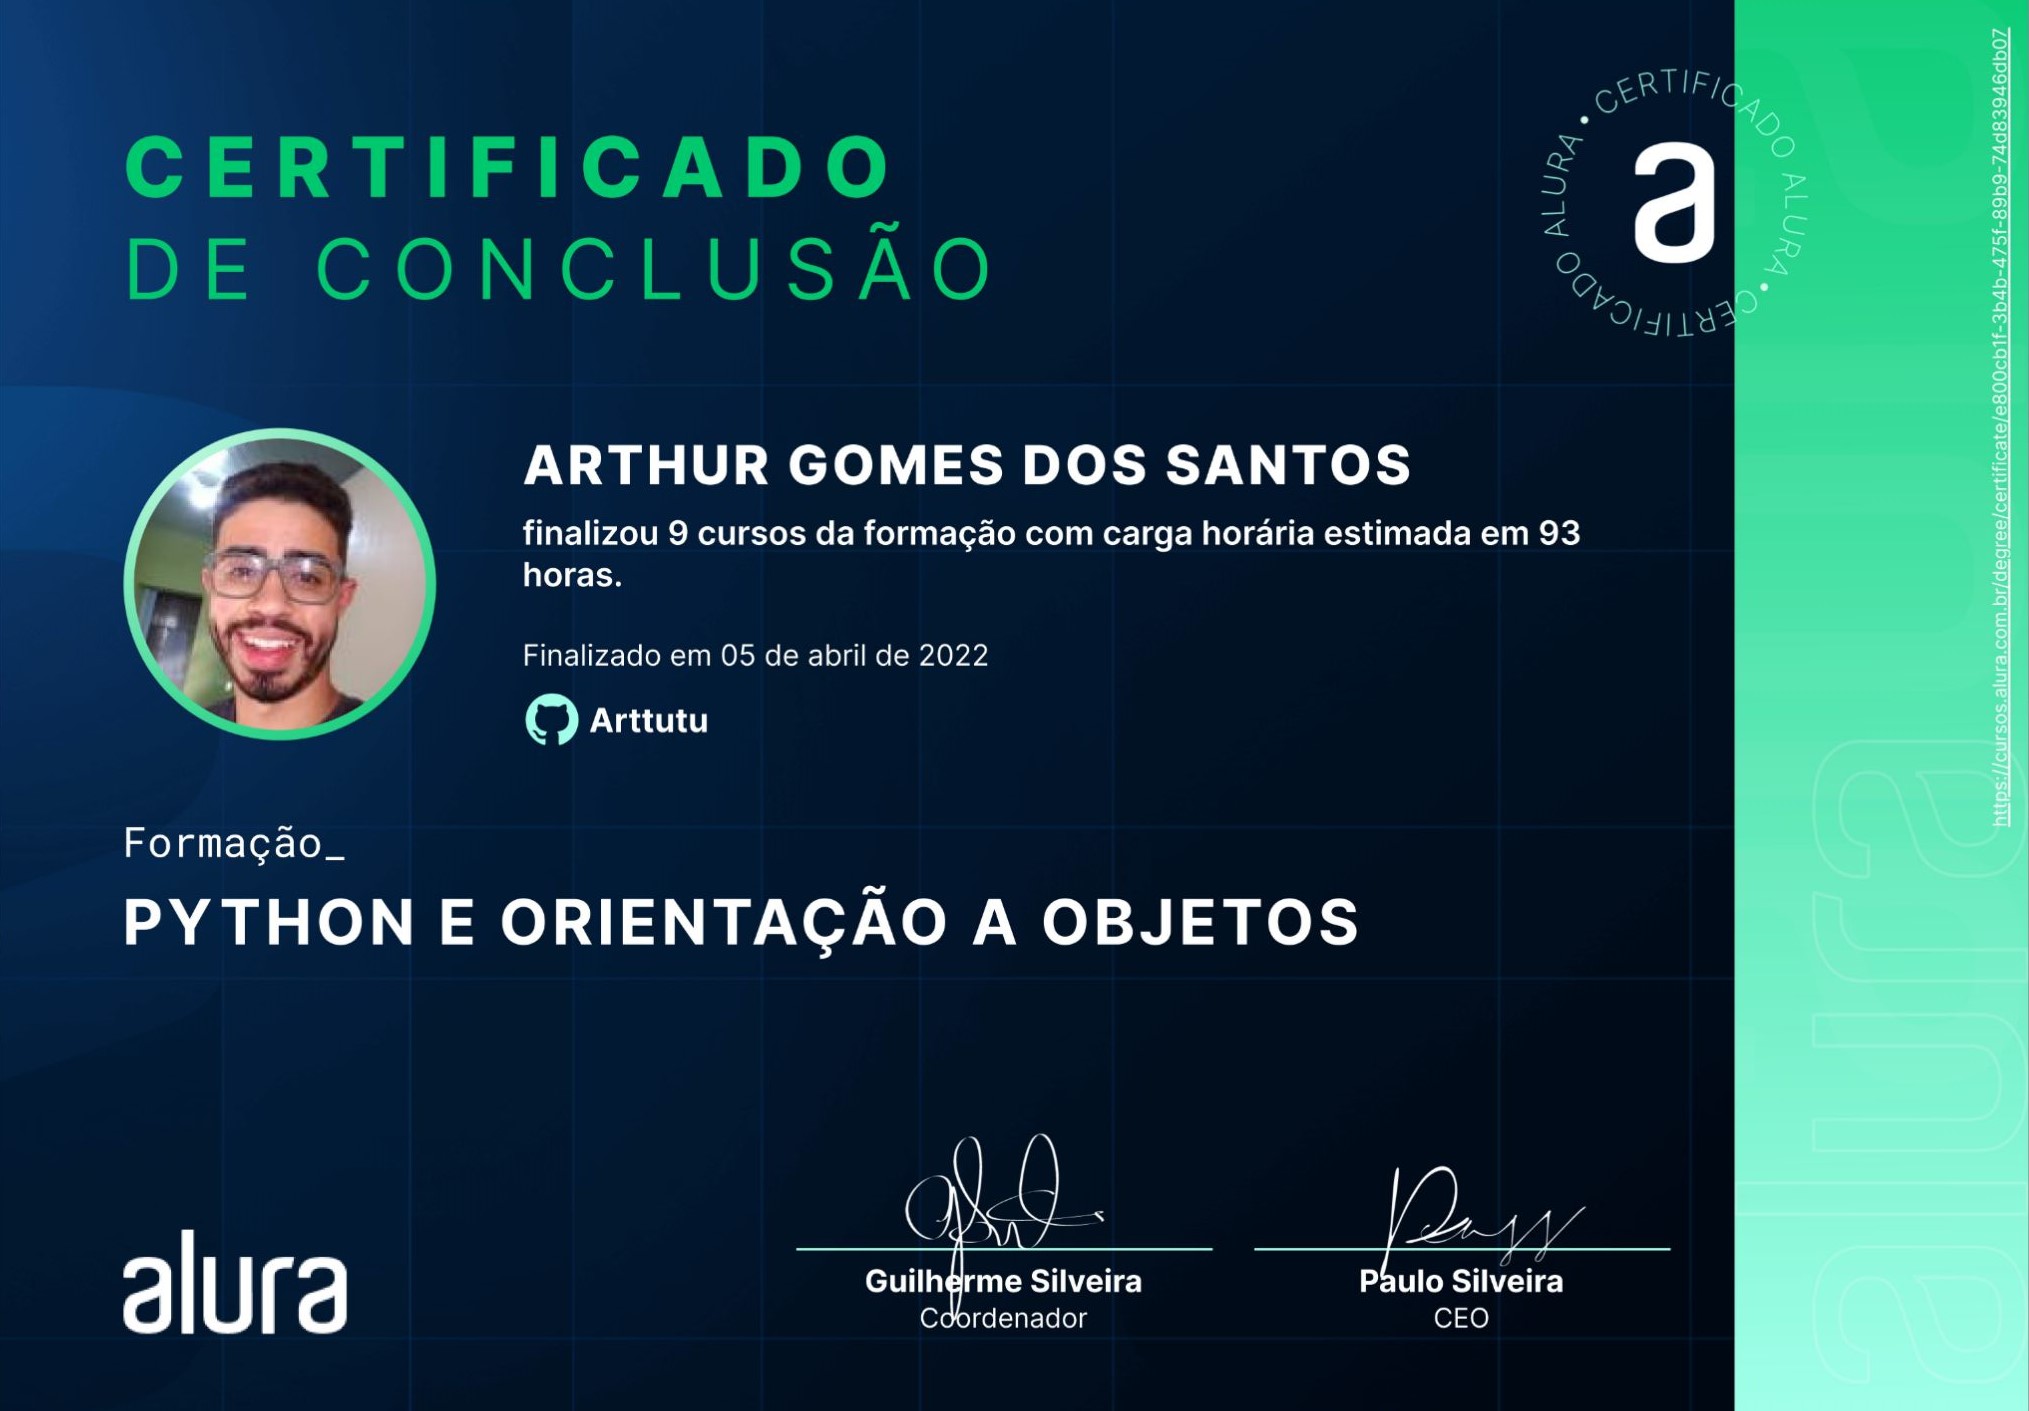 CERTIFICADO
DE CONCLUSÃO
CERTIFICADO ALURA • CERTIFICADO ALURA •
a
ARTHUR GOMES DOS SANTOS
finalizou 9 cursos da formação com carga horária estimada em 93
horas.
Finalizado em 05 de abril de 2022
Arttutu
Formação_
PYTHON E ORIENTAÇÃO A OBJETOS
alura
Guilherme Silveira
Coordenador
Paulo Silveira
CEO
https://cursos.alura.com.br/degree/certificate/e800cb1f-3b4b-475f-89b9-74d83946db07
alura